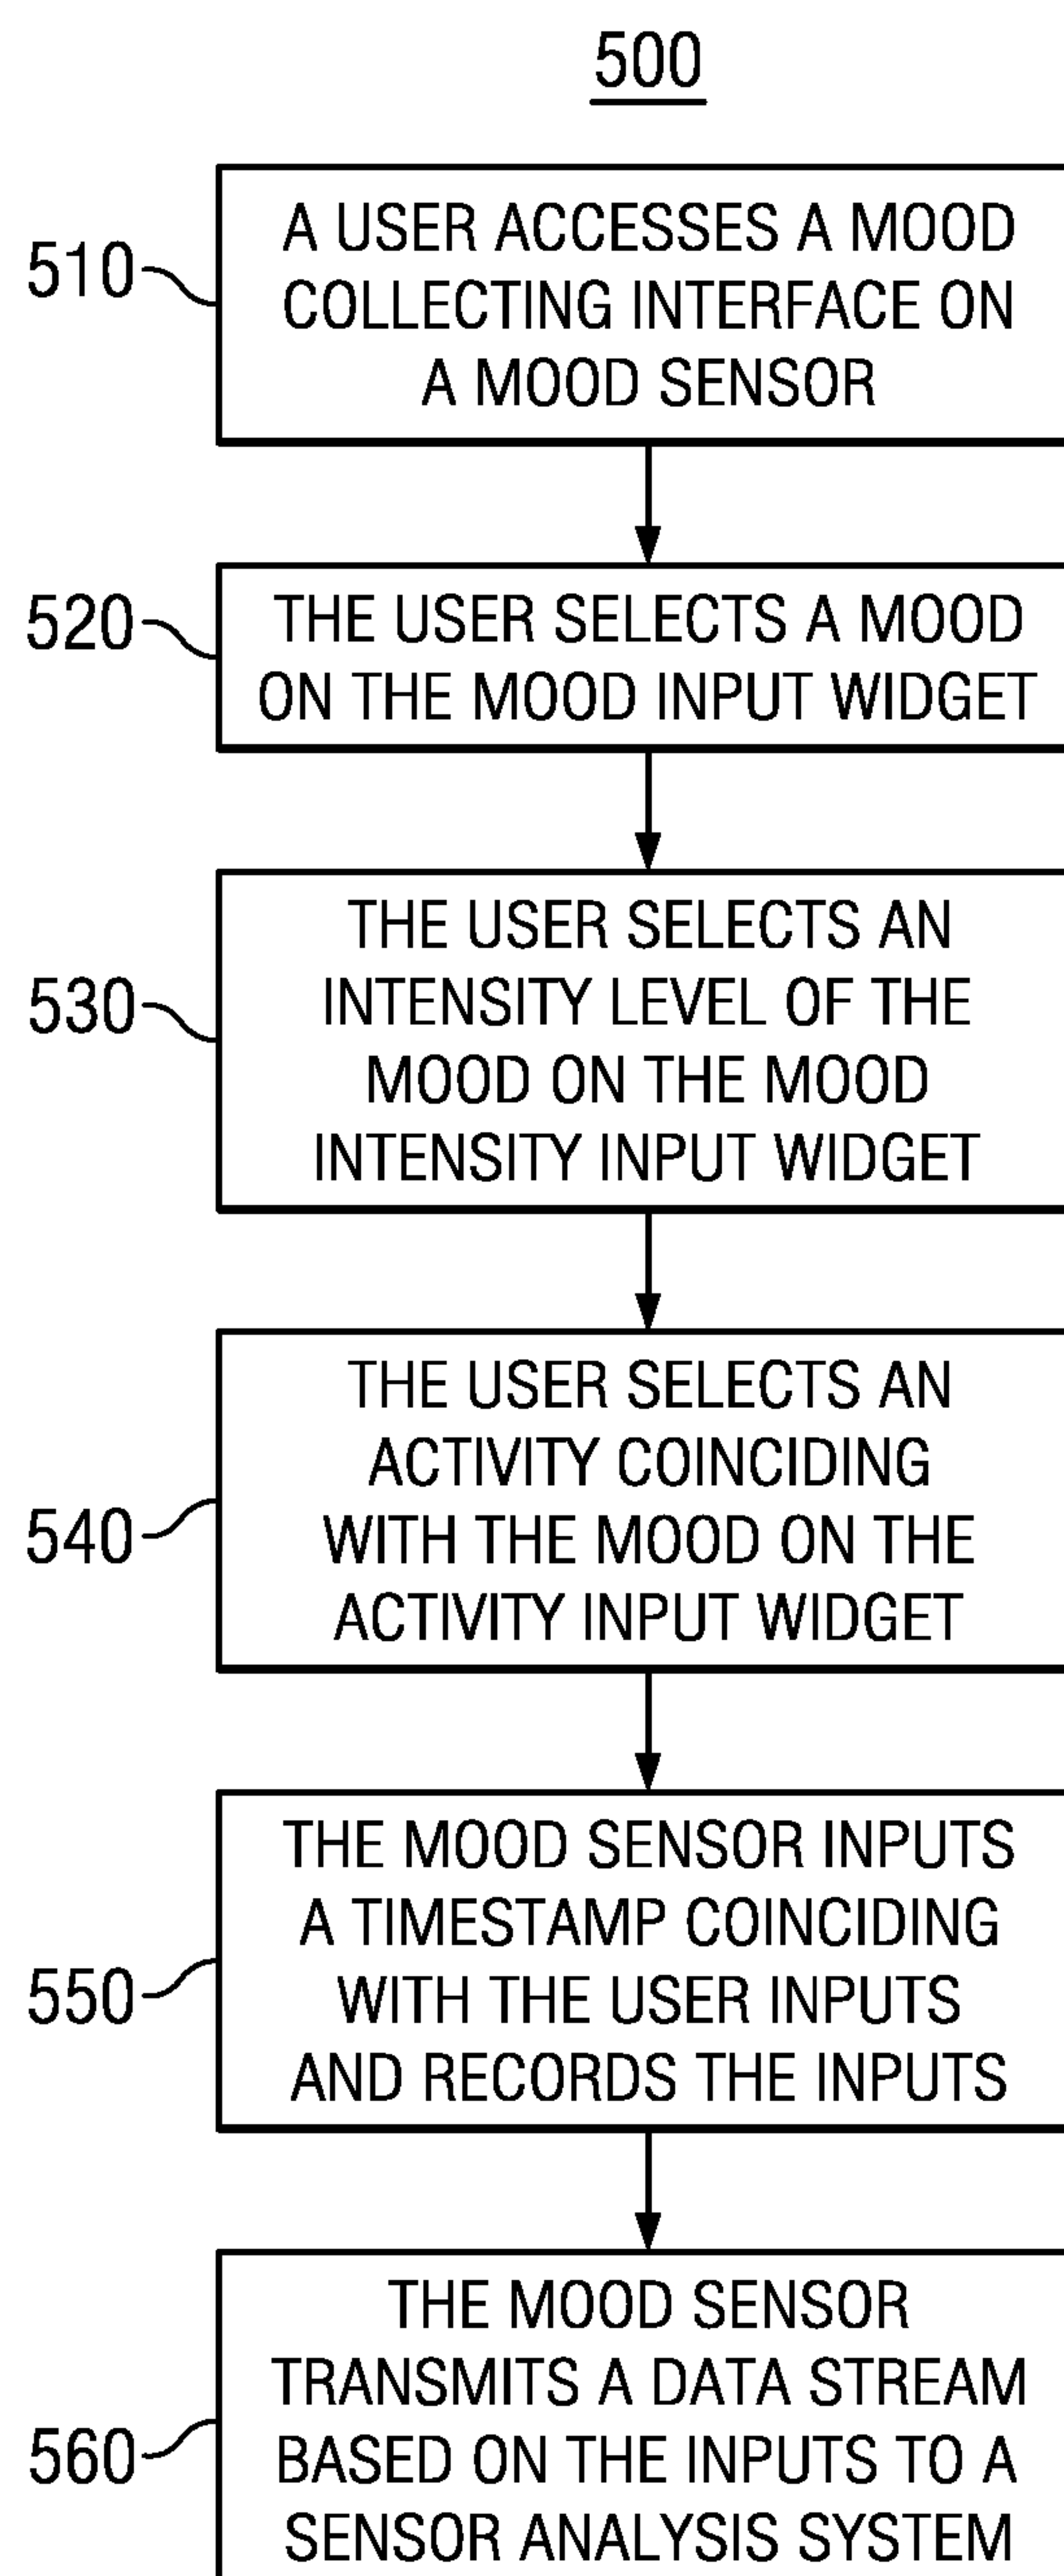 500
510
A USER ACCESSES A MOOD
COLLECTING INTERFACE ON
A MOOD SENSOR
520
THE USER SELECTS A MOOD
ON THE MOOD INPUT WIDGET
530
THE USER SELECTS AN
INTENSITY LEVEL OF THE
MOOD ON THE MOOD
INTENSITY INPUT WIDGET
540
THE USER SELECTS AN
ACTIVITY COINCIDING
WITH THE MOOD ON THE
ACTIVITY INPUT WIDGET
550
THE MOOD SENSOR INPUTS
A TIMESTAMP COINCIDING
WITH THE USER INPUTS
AND RECORDS THE INPUTS
560
THE MOOD SENSOR
TRANSMITS A DATA STREAM
BASED ON THE INPUTS TO A
SENSOR ANALYSIS SYSTEM